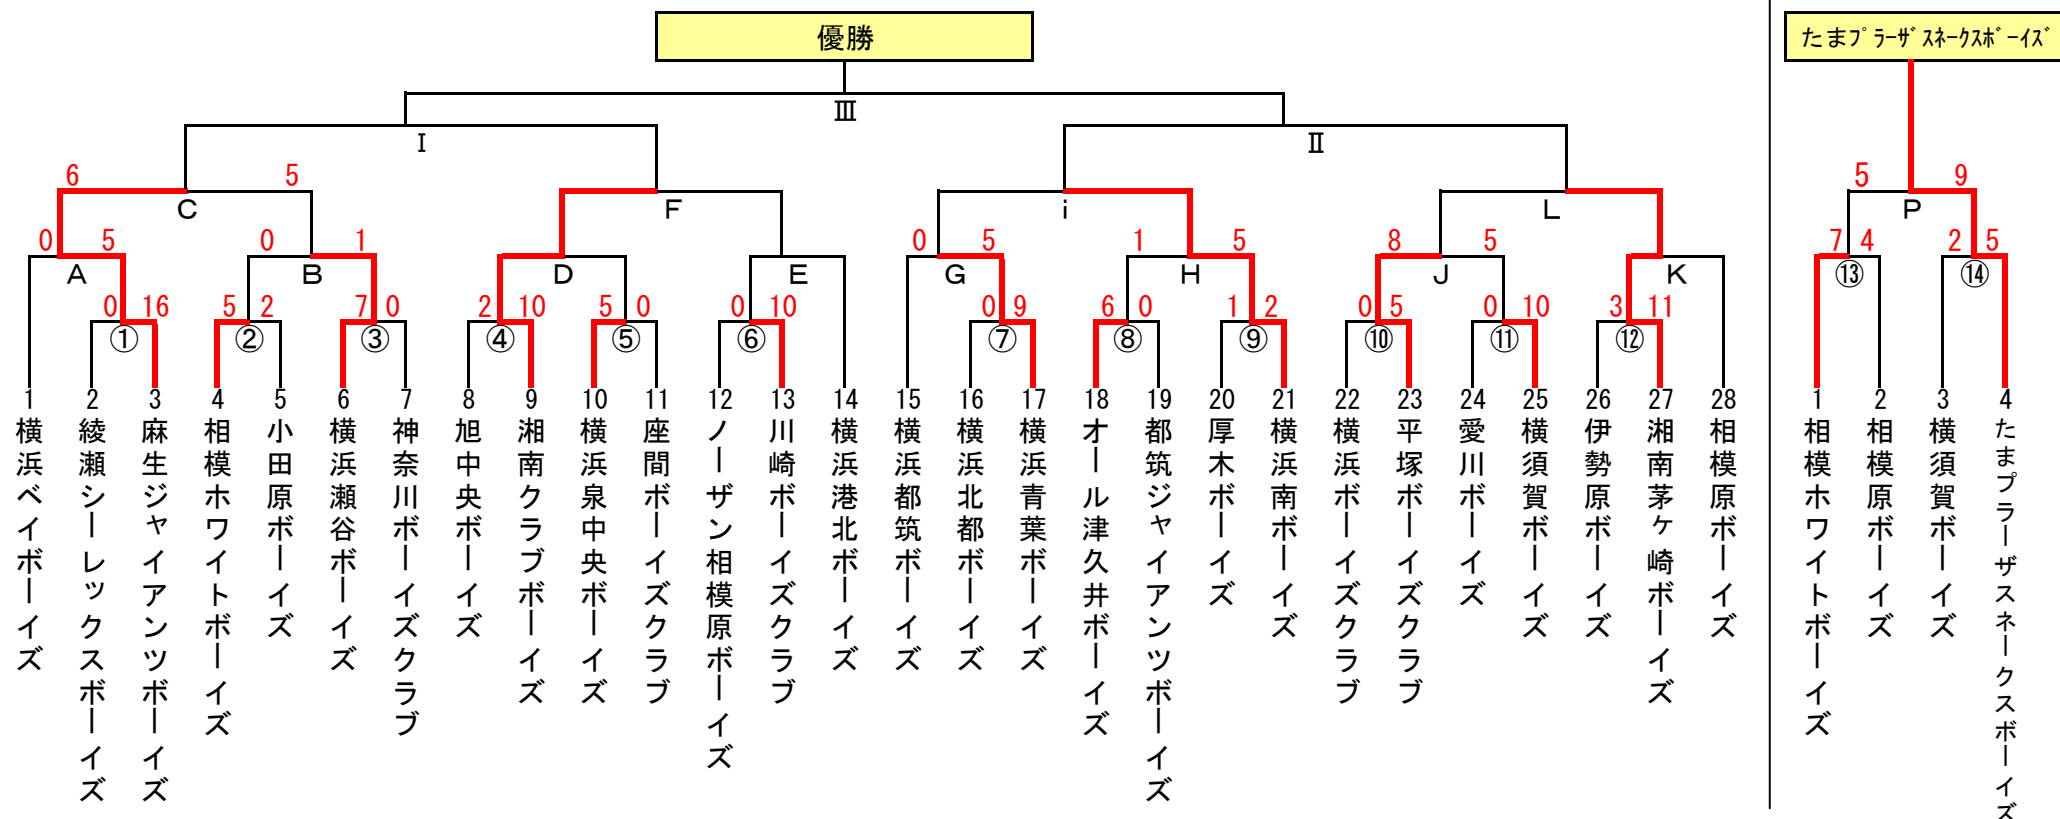 優勝
たまプラーザスネークスボーイズ
Ⅲ
Ⅰ
Ⅱ
6 5
5 9
C
F
i
L
P
0 5
0 1
0 5
1 5
8 5
7 4
2 5
A
B
D
E
G
H
J
K
⑬
⑭
0 16
5 2
7 0
2 10
5 0
0 10
0 9
6 0
1 2
0 5
0 10
3 11
①
②
③
④
⑤
⑥
⑦
⑧
⑨
⑩
⑪
⑫
1 横浜ベイボーイズ
2 綾瀬シーレックスボーイズ
3 麻生ジャイアンツボーイズ
4 相模ホワイトボーイズ
5 小田原ボーイズ
6 横浜瀬谷ボーイズ
7 神奈川ボーイズクラブ
8 旭中央ボーイズ
9 湘南クラブボーイズ
10 横浜泉中央ボーイズ
11 座間ボーイズクラブ
12 ノーザン相模原ボーイズ
13 川崎ボーイズクラブ
14 横浜港北ボーイズ
15 横浜都筑ボーイズ
16 横浜北都ボーイズ
17 横浜青葉ボーイズ
18 オール津久井ボーイズ
19 都筑ジャイアンツボーイズ
20 厚木ボーイズ
21 横浜南ボーイズ
22 横浜ボーイズクラブ
23 平塚ボーイズクラブ
24 愛川ボーイズ
25 横須賀ボーイズ
26 伊勢原ボーイズ
27 湘南茅ヶ崎ボーイズ
28 相模原ボーイズ
1 相模ホワイトボーイズ
2 相模原ボーイズ
3 横須賀ボーイズ
4 たまプラーザスネークスボーイズ